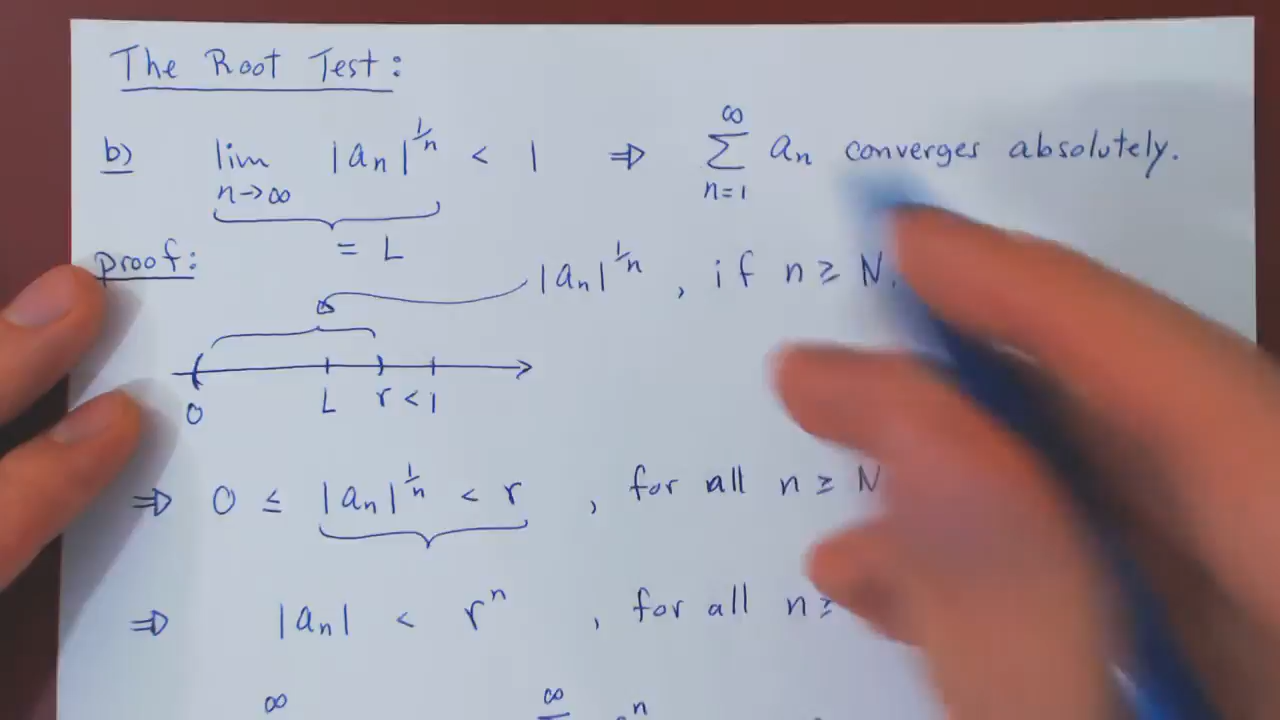 The Root Test:
b) lim n→∞ |an|^1/n < 1 ⇒ ∞ Σ n=1 an converges absolutely.
= L
Proof:
|an|^1/n , if n ≥ N.
0 L r < 1
⇒ 0 ≤ |an|^1/n < r , for all n ≥ N
⇒ |an| < r^n , for all n ≥
∞ ∞ n